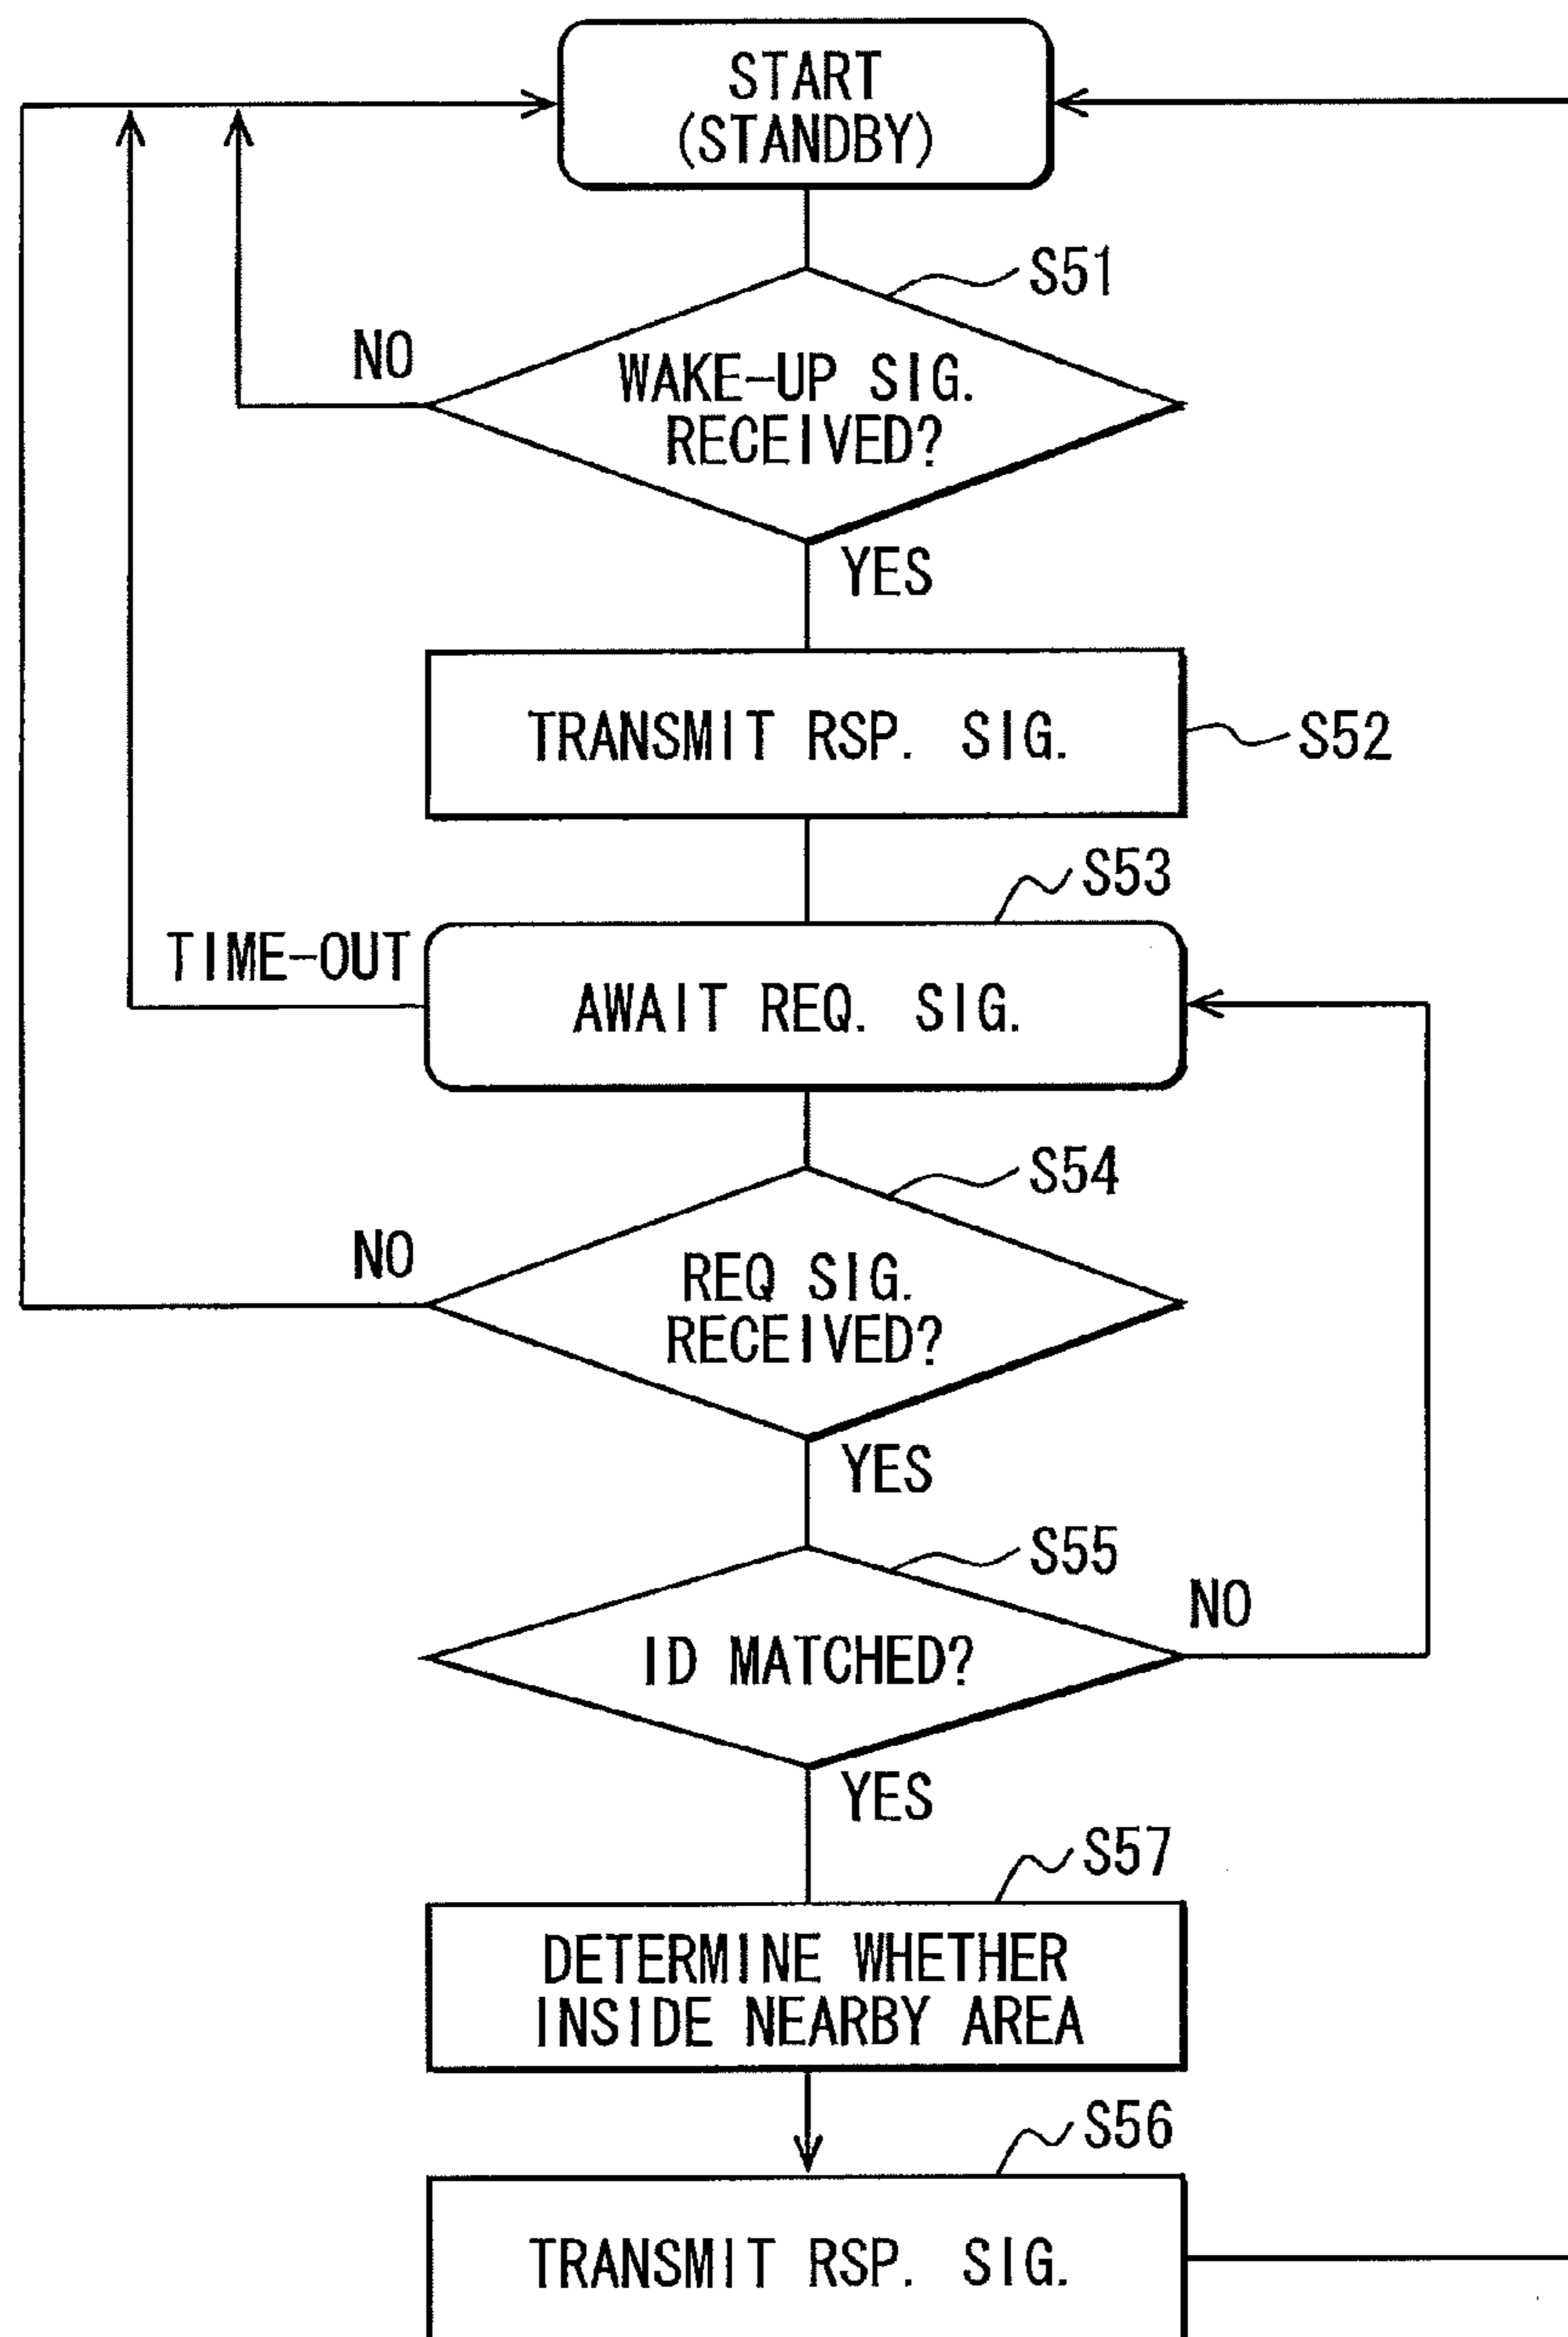 START
(STANDBY)
S51
NO
WAKE-UP SIG.
RECEIVED?
YES
TRANSMIT RSP. SIG.
S52
S53
TIME-OUT
AWAIT REQ. SIG.
S54
NO
REQ SIG.
RECEIVED?
YES
S55
NO
ID MATCHED?
YES
S57
DETERMINE WHETHER
INSIDE NEARBY AREA
S56
TRANSMIT RSP. SIG.